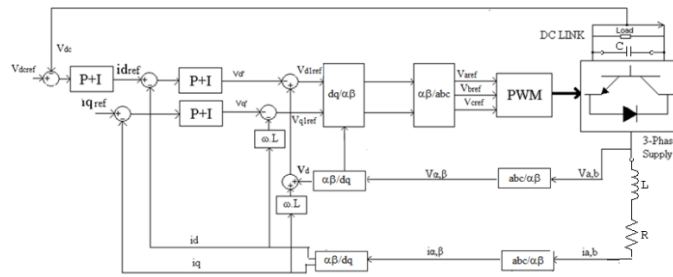 DC LINK
Load
C
Vdc
Vdcref
P+I
idref
P+I
Vd'
Vd1ref
dq/αβ
αβ/abc
Varef
Vbref
Vcref
PWM
iqref
P+I
Vq'
Vq1ref
ω.L
3-Phase
Supply
Vd
αβ/dq
Vα,β
abc/αβ
Va,b
L
ω.L
R
id
αβ/dq
iα,β
abc/αβ
ia,b
iq